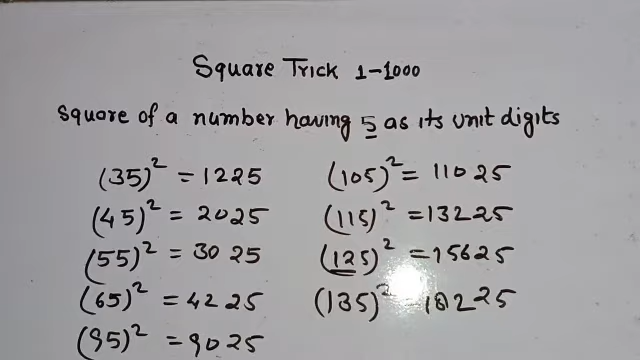 Square Trick 1-1000
Square of a number having 5 as its unit digits
(35)² = 1225
(45)² = 2025
(55)² = 3025
(65)² = 4225
(95)² = 9025
(105)² = 11025
(115)² = 13225
(125)² = 15625
(135)² = 18225